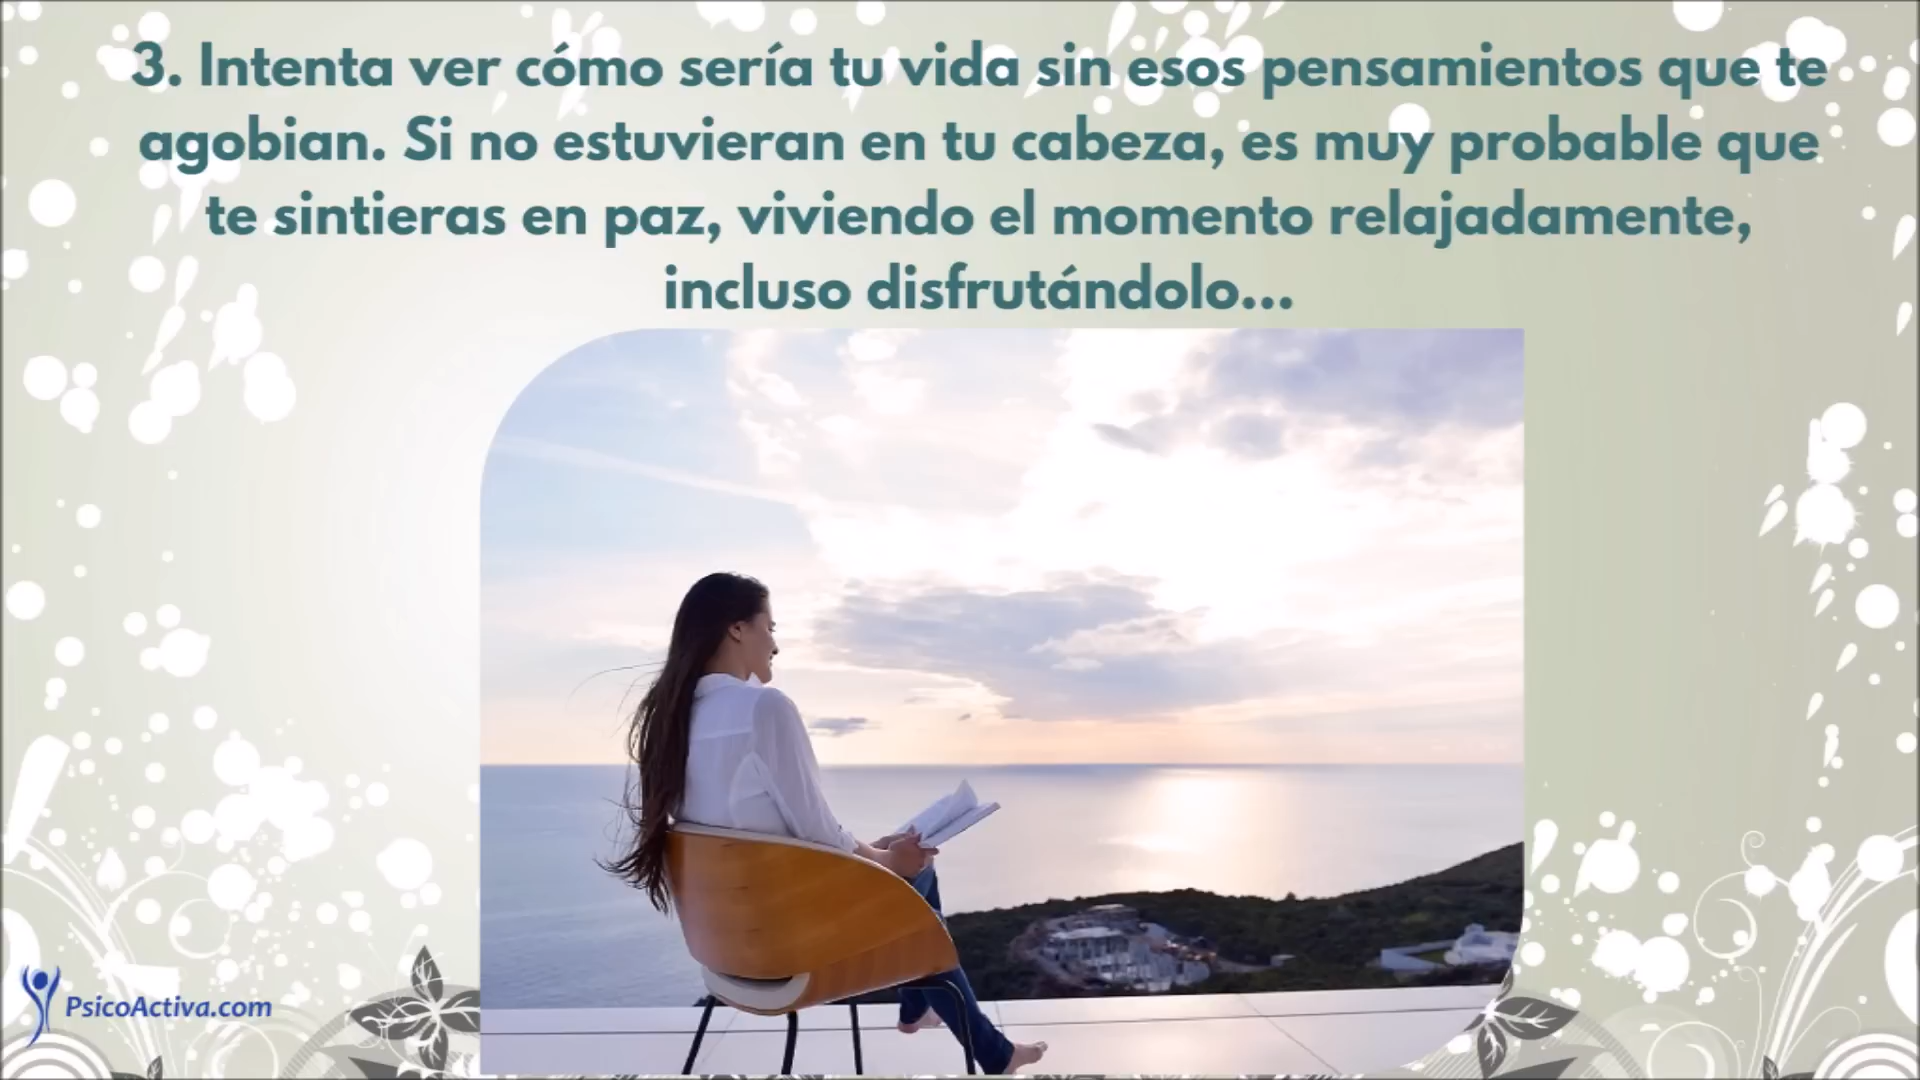 3. Intenta ver cómo sería tu vida sin esos pensamientos que te
agobian. Si no estuvieran en tu cabeza, es muy probable que
te sintieras en paz, viviendo el momento relajadamente,
incluso disfrutándolo...
PsicoActiva.com